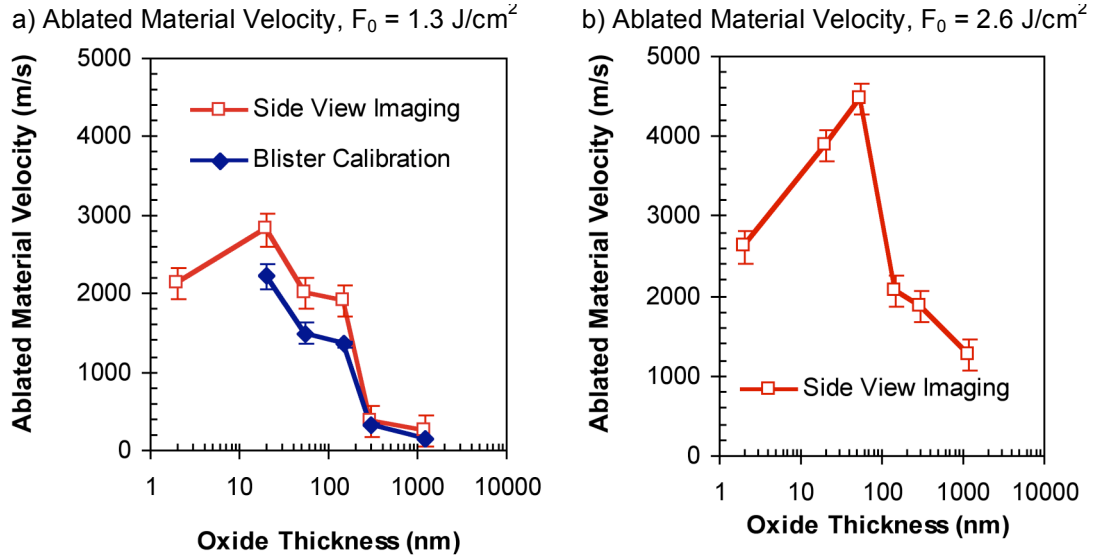 a) Ablated Material Velocity, F0 = 1.3 J/cm2
Ablated Material Velocity (m/s)
5000
4000
3000
2000
1000
0
Side View Imaging
Blister Calibration
1 10 100 1000 10000
Oxide Thickness (nm)
b) Ablated Material Velocity, F0 = 2.6 J/cm2
Ablated Material Velocity (m/s)
5000
4000
3000
2000
1000
0
Side View Imaging
1 10 100 1000 10000
Oxide Thickness (nm)